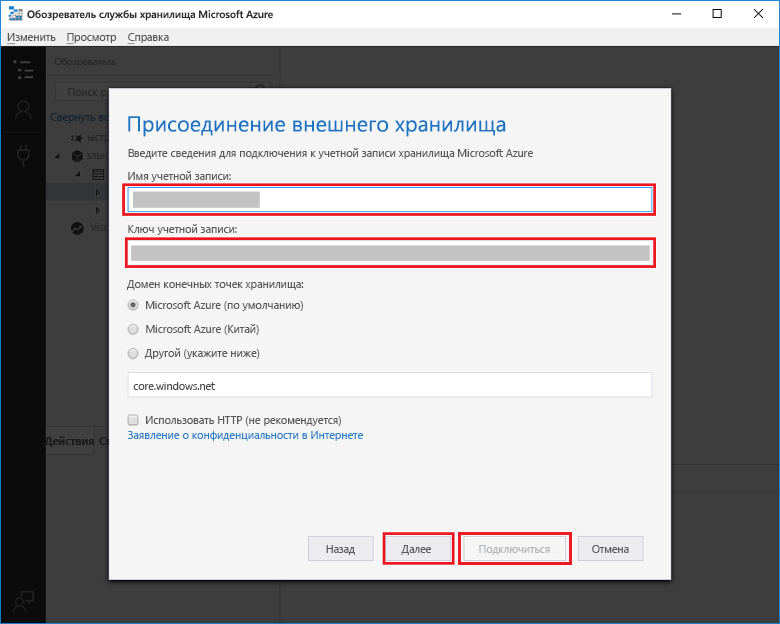 Обозреватель службы хранилища Microsoft Azure
Изменить Просмотр Справка
Обозреватель
Поиск
Свернуть
Присоединение внешнего хранилища
Введите сведения для подключения к учетной записи хранилища Microsoft Azure
Имя учетной записи:
Ключ учетной записи:
Домен конечных точек хранилища:
Microsoft Azure (по умолчанию)
Microsoft Azure (Китай)
Другой (укажите ниже)
core.windows.net
Использовать HTTP (не рекомендуется)
Заявление о конфиденциальности в Интернете
Действия
Назад Далее Подключиться Отмена